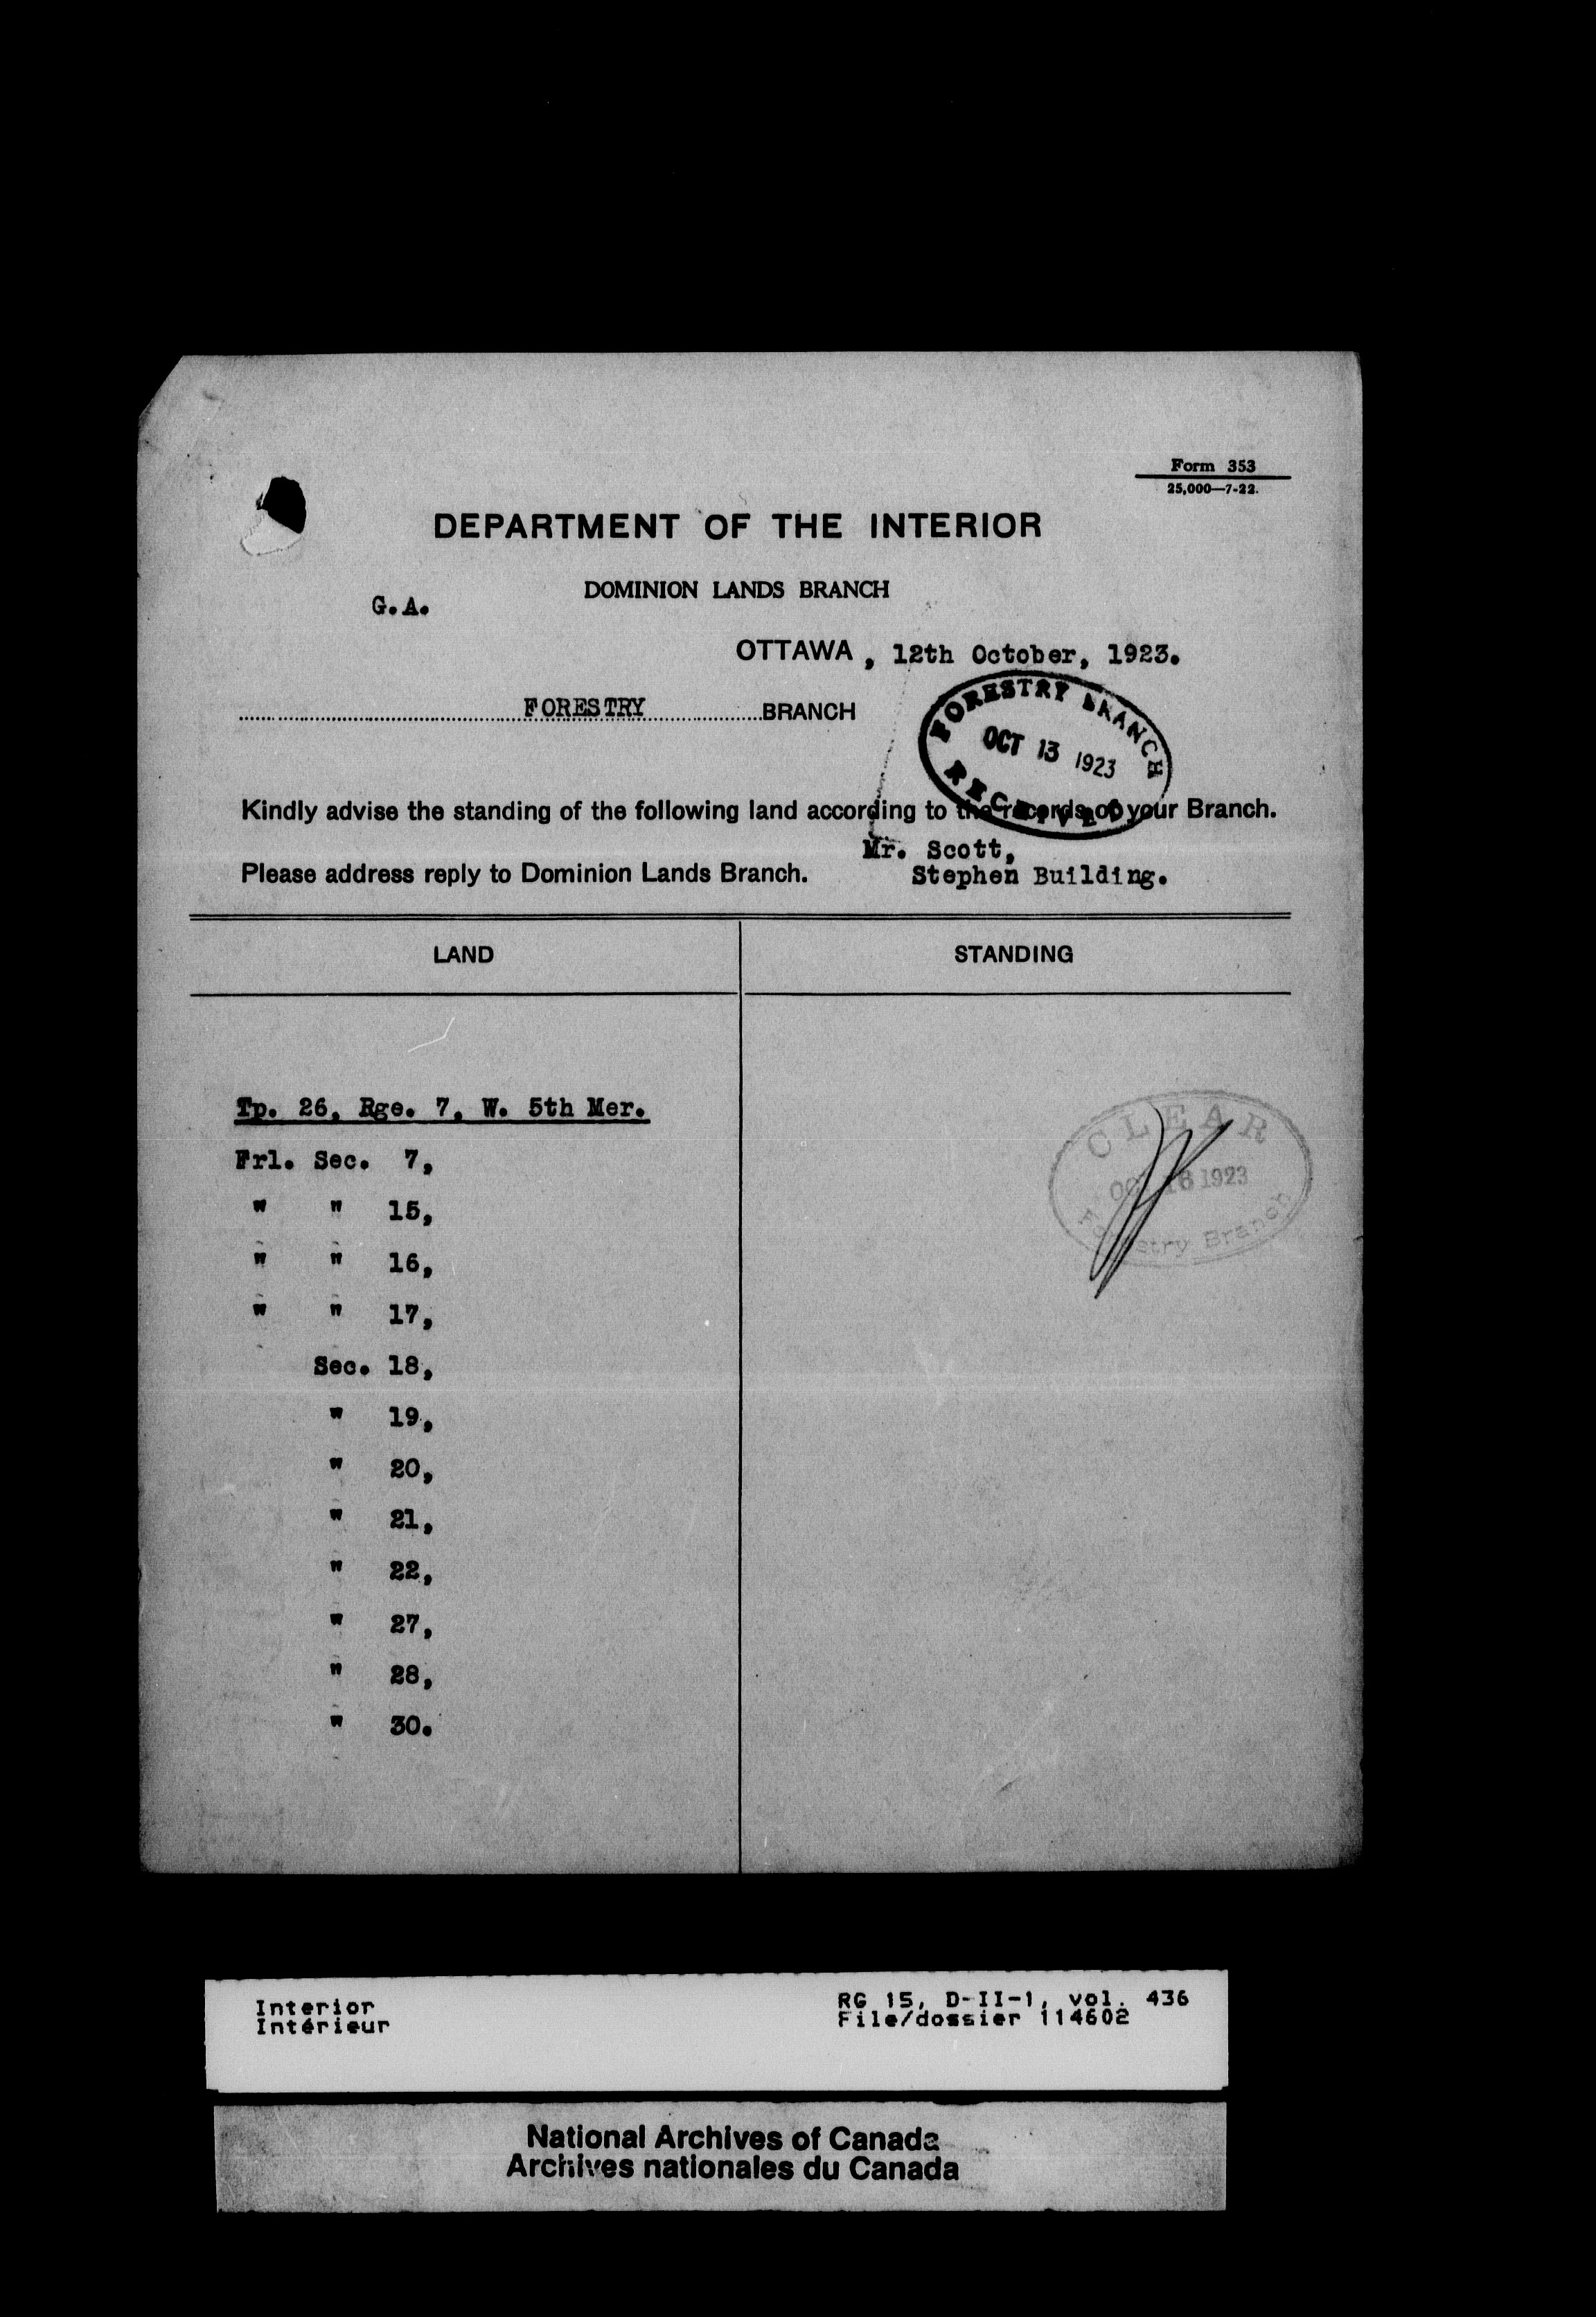 Form 353
25,000—7-22.
DEPARTMENT OF THE INTERIOR
DOMINION LANDS BRANCH
G.A.
OTTAWA, 12th October, 1923.
FORESTRY BRANCH
FORESTRY BRANCH
OCT 13 1923
RECEIVED
Kindly advise the standing of the following land according to the records of your Branch.
Mr. Scott,
Please address reply to Dominion Lands Branch. Stephen Building.
LAND STANDING
Tp. 26, Rge. 7, W. 5th Mer.
Frl. Sec. 7,
" " 15,
" " 16,
" " 17,
Sec. 18,
" 19,
" 20,
" 21,
" 22,
" 27,
" 28,
" 30.
CLEAR
OCT 16 1923
Forestry Branch
Interior
Intérieur
RG 15, D-II-1, vol. 436
File/dossier 114602
National Archives of Canada
Archives nationales du Canada